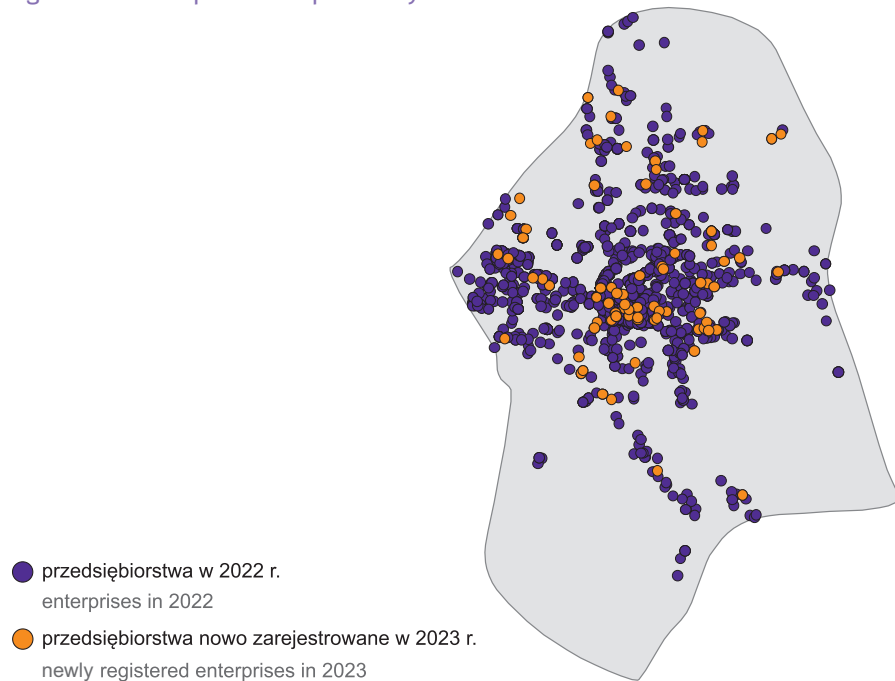 przedsiębiorstwa w 2022 r.
enterprises in 2022
przedsiębiorstwa nowo zarejestrowane w 2023 r.
newly registered enterprises in 2023